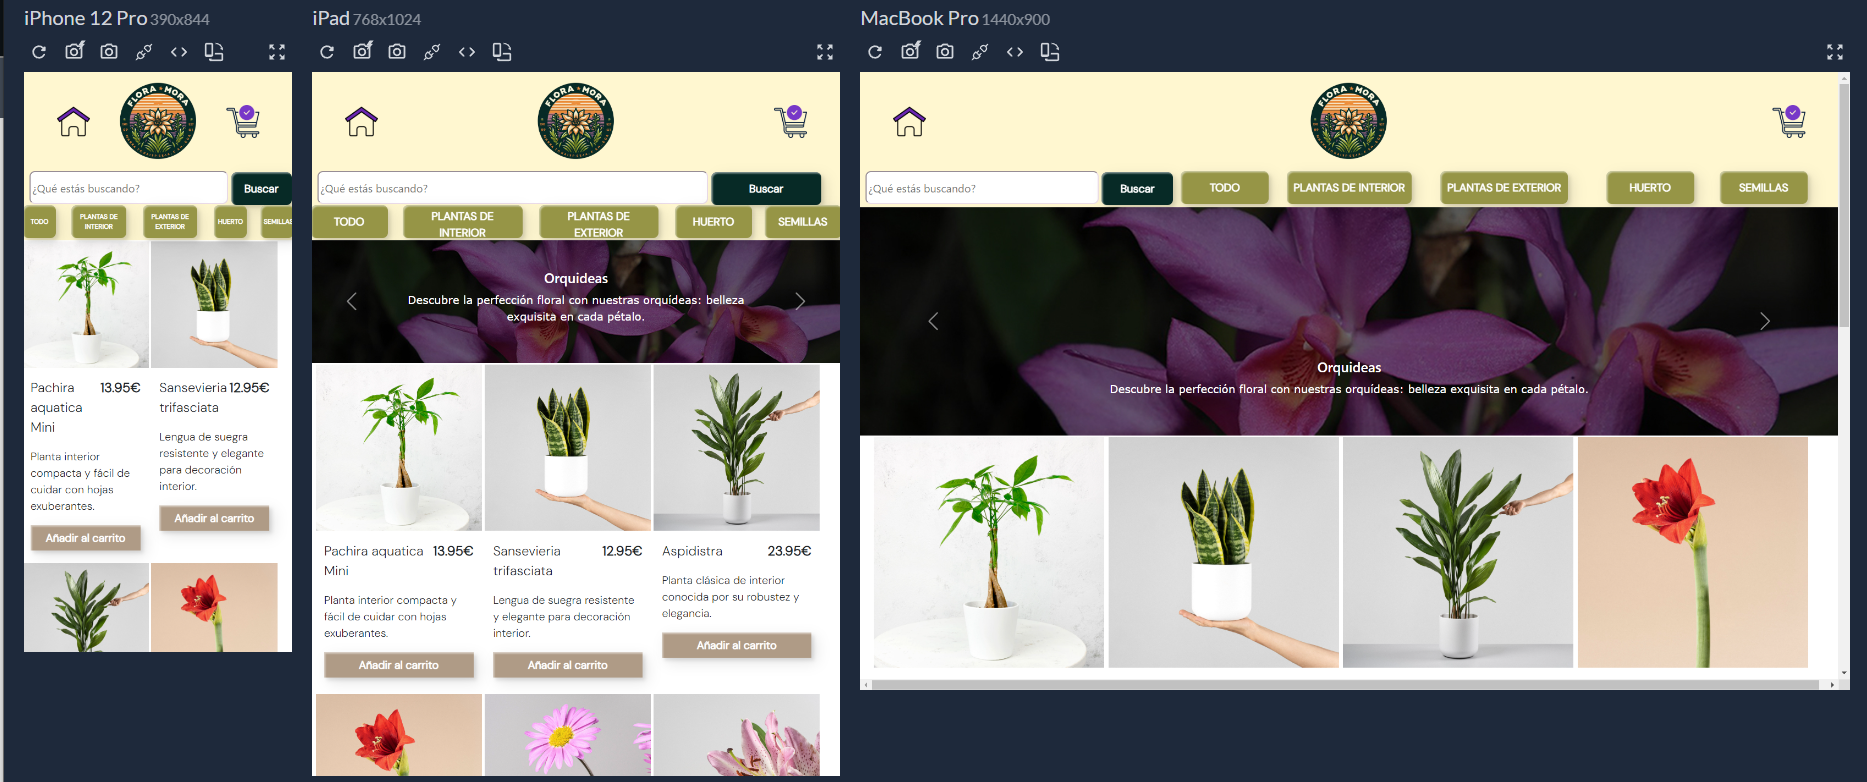 iPhone 12 Pro 390x844
FLORA MORA
¿Qué estás buscando?
Buscar
TODO
PLANTAS DE
INTERIOR
PLANTAS DE
EXTERIOR
HUERTO
SEMILLAS
Pachira
aquatica
Mini
13.95€
Planta interior
compacta y fácil de
cuidar con hojas
exuberantes.
Añadir al carrito
Sansevieria
trifasciata
12.95€
Lengua de suegra
resistente y elegante
para decoración
interior.
Añadir al carrito
iPad 768x1024
FLORA MORA
¿Qué estás buscando?
Buscar
TODO
PLANTAS DE
INTERIOR
PLANTAS DE
EXTERIOR
HUERTO
SEMILLAS
Orquideas
Descubre la perfección floral con nuestras orquídeas: belleza
exquisita en cada pétalo.
Pachira aquatica
Mini
13.95€
Planta interior compacta y
fácil de cuidar con hojas
exuberantes.
Añadir al carrito
Sansevieria
trifasciata
12.95€
Lengua de suegra resistente
y elegante para decoración
interior.
Añadir al carrito
Aspidistra
23.95€
Planta clásica de interior
conocida por su robustez y
elegancia.
Añadir al carrito
MacBook Pro 1440x900
FLORA MORA
¿Qué estás buscando?
Buscar
TODO
PLANTAS DE INTERIOR
PLANTAS DE EXTERIOR
HUERTO
SEMILLAS
Orquideas
Descubre la perfección floral con nuestras orquídeas: belleza exquisita en cada pétalo.